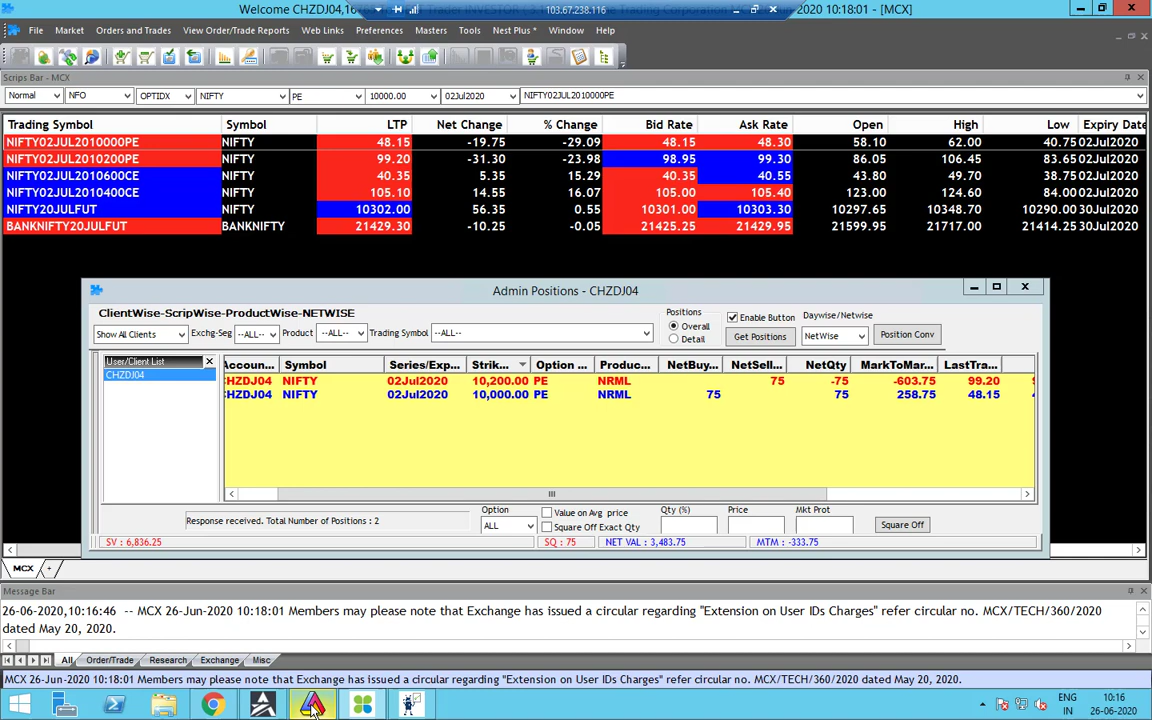 Welcome CHZDJ04,16
103.67.238.116
Trader INVESTOR
Trading Corporation
2020 10:18:01 - [MCX]
File Market Orders and Trades View Order/Trade Reports Web Links Preferences Masters Tools Nest Plus Window Help
Scrips Bar - MCX
Normal NFO OPTIDX NIFTY PE 10000.00 02Jul2020 NIFTY02JUL2010000PE
Trading Symbol Symbol LTP Net Change % Change Bid Rate Ask Rate Open High Low Expiry Date
NIFTY02JUL2010000PE NIFTY 48.15 -19.75 -29.09 48.15 48.30 58.10 62.00 40.75 02Jul2020
NIFTY02JUL2010200PE NIFTY 99.20 -31.30 -23.98 98.95 99.30 86.05 106.45 83.65 02Jul2020
NIFTY02JUL2010600CE NIFTY 40.35 5.35 15.29 40.35 40.55 43.80 49.70 38.75 02Jul2020
NIFTY02JUL2010400CE NIFTY 105.10 14.55 16.07 105.00 105.40 123.00 124.60 84.00 02Jul2020
NIFTY20JULFUT NIFTY 10302.00 56.35 0.55 10301.00 10303.30 10297.65 10348.70 10290.00 30Jul2020
BANKNIFTY20JULFUT BANKNIFTY 21429.30 -10.25 -0.05 21425.25 21429.95 21599.95 21717.00 21414.25 30Jul2020
Admin Positions - CHZDJ04
ClientWise-ScripWise-ProductWise-NETWISE
Positions
Overall
Detail
Enable Button
Daywise/Netwise
Show All Clients Exchg-Seg --ALL-- Product --ALL-- Trading Symbol --ALL-- Get Positions NetWise Position Conv
User/Client List
CHZDJ04
Accoun... Symbol Series/Exp... Strik... Option ... Produc... NetBuy... NetSell... NetQty MarkToMar... LastTra...
CHZDJ04 NIFTY 02Jul2020 10,200.00 PE NRML 75 -75 -603.75 99.20
CHZDJ04 NIFTY 02Jul2020 10,000.00 PE NRML 75 75 258.75 48.15
Response received. Total Number of Positions : 2
Option
ALL
Value on Avg price
Square Off Exact Qty
Qty (%)
Price
Mkt Prot
Square Off
SV : 6,836.25 SQ : 75 NET VAL : 3,483.75 MTM : -333.75
MCX
Message Bar
26-06-2020,10:16:46 -- MCX 26-Jun-2020 10:18:01 Members may please note that Exchange has issued a circular regarding "Extension on User IDs Charges" refer circular no. MCX/TECH/360/2020
dated May 20, 2020.
All Order/Trade Research Exchange Misc
MCX 26-Jun-2020 10:18:01 Members may please note that Exchange has issued a circular regarding "Extension on User IDs Charges" refer circular no. MCX/TECH/360/2020 dated May 20, 2020.
ENG
IN
10:16
26-06-2020